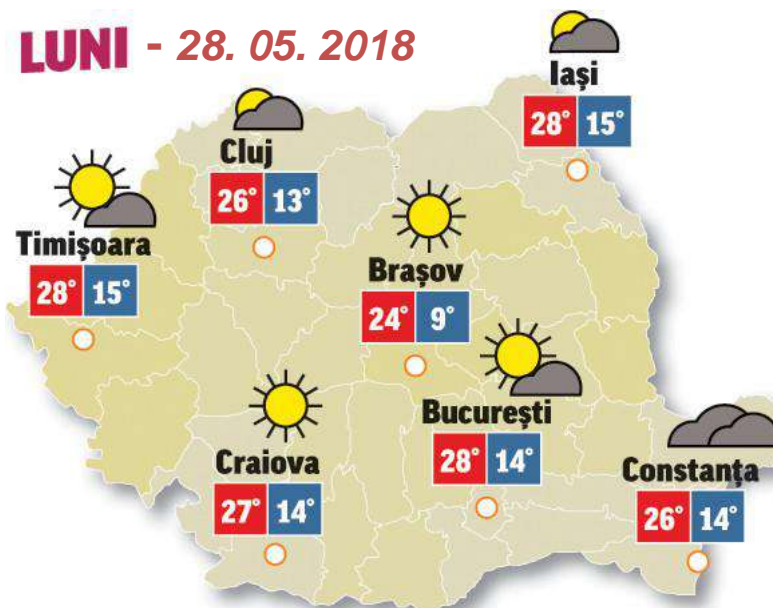 LUNI - 28. 05. 2018
Iași
28° 15°
Cluj
26° 13°
Timișoara
28° 15°
Brașov
24° 9°
București
28° 14°
Craiova
27° 14°
Constanța
26° 14°